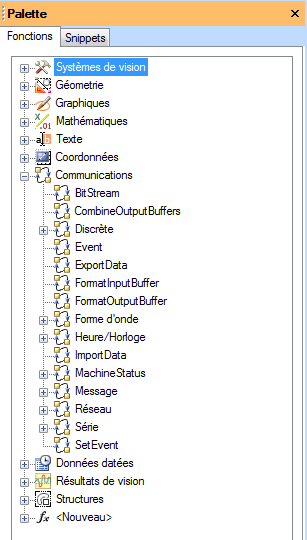 Palette
Fonctions
Snippets
Systèmes de vision
Géometrie
Graphiques
Mathématiques
Texte
Coordonnées
Communications
BitStream
CombineOutputBuffers
Discrète
Event
ExportData
FormatInputBuffer
FormatOutputBuffer
Forme d'onde
Heure/Horloge
ImportData
MachineStatus
Message
Réseau
Série
SetEvent
Données datées
Résultats de vision
Structures
<Nouveau>